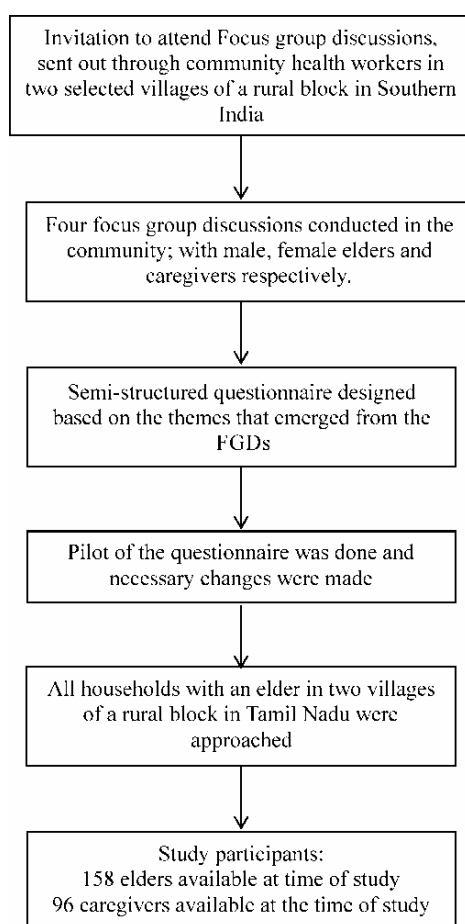 Invitation to attend Focus group discussions,
sent out through community health workers in
two selected villages of a rural block in Southern
India
Four focus group discussions conducted in the
community; with male, female elders and
caregivers respectively.
Semi-structured questionnaire designed
based on the themes that emerged from the
FGDs
Pilot of the questionnaire was done and
necessary changes were made
All households with an elder in two villages
of a rural block in Tamil Nadu were
approached
Study participants:
158 elders available at time of study
96 caregivers available at the time of study